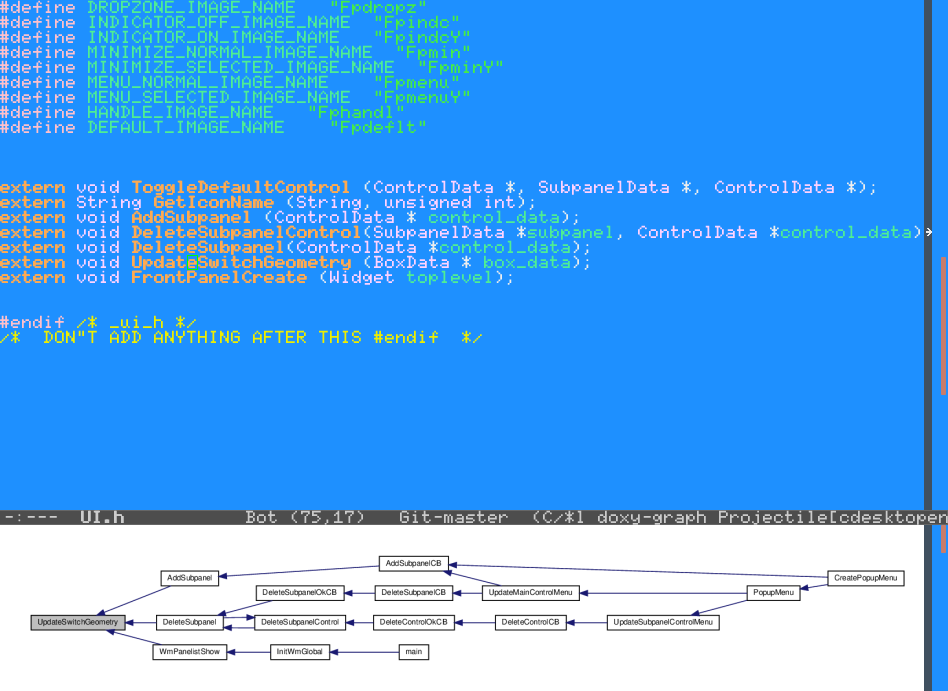 #define DROPZONE_IMAGE_NAME "Fpdropz"
#define INDICATOR_OFF_IMAGE_NAME "Fpindc"
#define INDICATOR_ON_IMAGE_NAME "FpindcY"
#define MINIMIZE_NORMAL_IMAGE_NAME "Fpmin"
#define MINIMIZE_SELECTED_IMAGE_NAME "FpminY"
#define MENU_NORMAL_IMAGE_NAME "Fpmenu"
#define MENU_SELECTED_IMAGE_NAME "FpmenuY"
#define HANDLE_IMAGE_NAME "Fphandl"
#define DEFAULT_IMAGE_NAME "Fpdeflt"
extern void ToggleDefaultControl (ControlData *, SubpanelData *, ControlData *);
extern String GetIconName (String, unsigned int);
extern void AddSubpanel (ControlData * control_data);
extern void DeleteSubpanelControl(SubpanelData *subpanel, ControlData *control_data)
extern void DeleteSubpanel(ControlData *control_data);
extern void UpdateSwitchGeometry (BoxData * box_data);
extern void FrontPanelCreate (Widget toplevel);
#endif /* _ui_h */
/* DON"T ADD ANYTHING AFTER THIS #endif */
-:--- UI.h Bot (75,17) Git-master (C/*l doxy-graph Projectile[cdesktopen
AddSubpanelCB
AddSubpanel CreatePopupMenu
DeleteSubpanelOkCB DeleteSubpanelCB UpdateMainControlMenu PopupMenu
UpdateSwitchGeometry DeleteSubpanel DeleteSubpanelControl DeleteControlOkCB DeleteControlCB UpdateSubpanelControlMenu
WmPanelistShow InitWmGlobal main